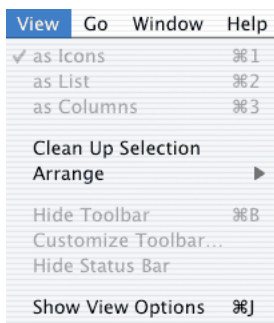 View Go Window Help
✓ as Icons ⌘1
as List ⌘2
as Columns ⌘3
Clean Up Selection
Arrange ▶
Hide Toolbar ⌘B
Customize Toolbar...
Hide Status Bar
Show View Options ⌘J